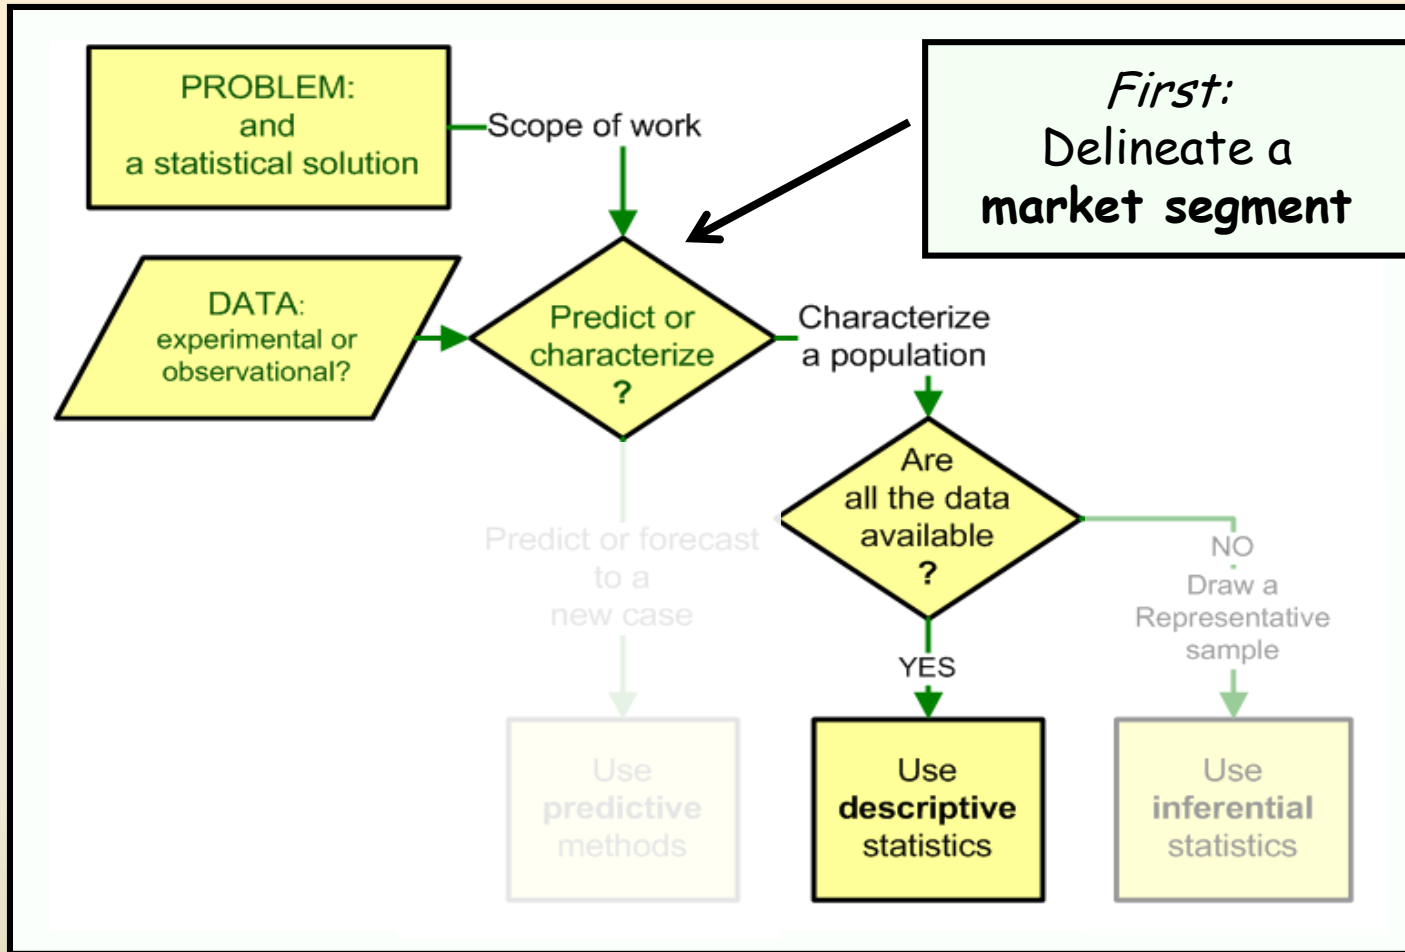 PROBLEM:
and
a statistical solution
Scope of work
First:
Delineate a
market segment
DATA:
experimental or
observational?
Predict or
characterize
?
Characterize
a population
Are
all the data
available
?
Predict or forecast
to a
new case
NO
Draw a
Representative
sample
YES
Use
predictive
methods
Use
descriptive
statistics
Use
inferential
statistics